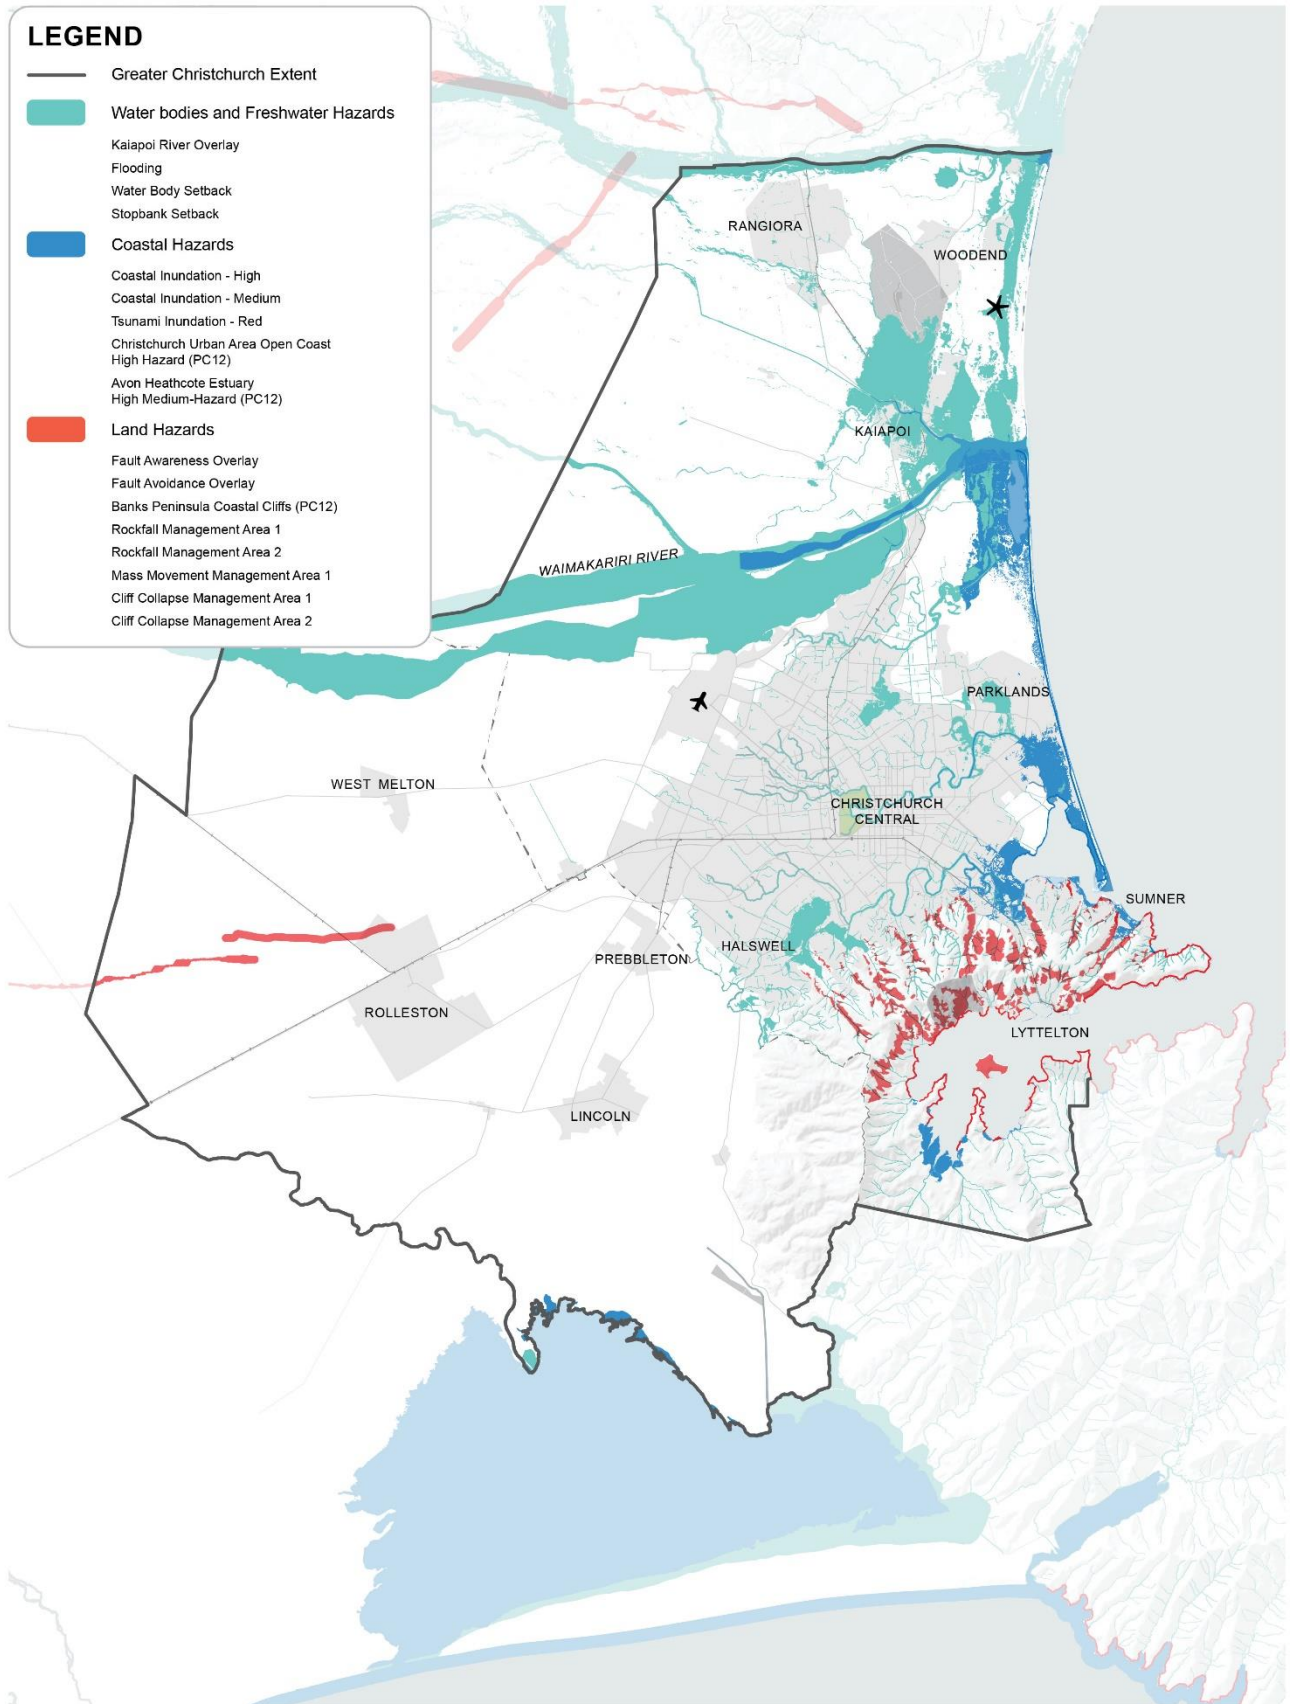 LEGEND
Greater Christchurch Extent
Water bodies and Freshwater Hazards
Kaiapoi River Overlay
Flooding
Water Body Setback
Stopbank Setback
Coastal Hazards
Coastal Inundation - High
Coastal Inundation - Medium
Tsunami Inundation - Red
Christchurch Urban Area Open Coast
High Hazard (PC12)
Avon Heathcote Estuary
High Medium-Hazard (PC12)
Land Hazards
Fault Awareness Overlay
Fault Avoidance Overlay
Banks Peninsula Coastal Cliffs (PC12)
Rockfall Management Area 1
Rockfall Management Area 2
Mass Movement Management Area 1
Cliff Collapse Management Area 1
Cliff Collapse Management Area 2
RANGIORA
WOODEND
KAIAPOI
WAIMAKARIRI RIVER
PARKLANDS
WEST MELTON
CHRISTCHURCH
CENTRAL
SUMNER
HALSWELL
PREBBLETON
ROLLESTON
LYTTELTON
LINCOLN